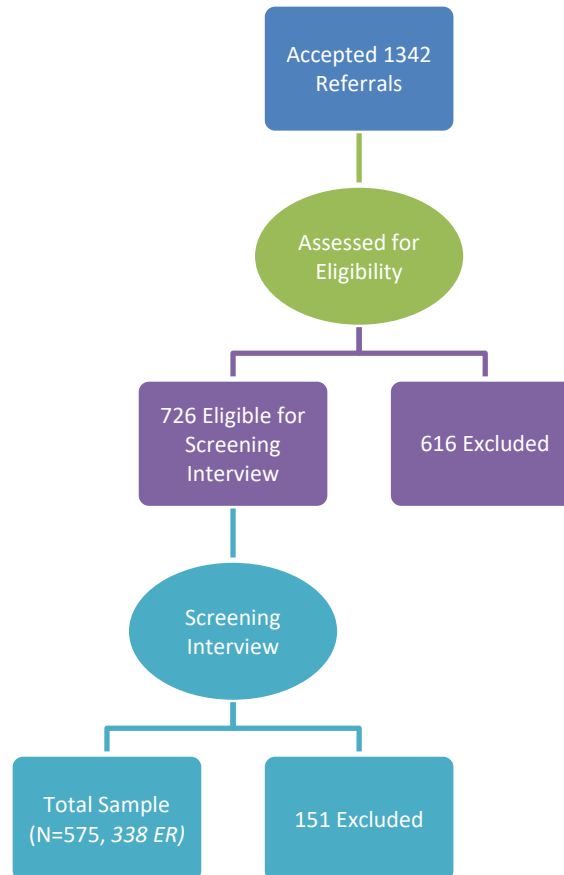 Accepted 1342
Referrals
Assessed for
Eligibility
726 Eligible for
Screening
Interview
616 Excluded
Screening
Interview
Total Sample
(N=575, 338 ER)
151 Excluded